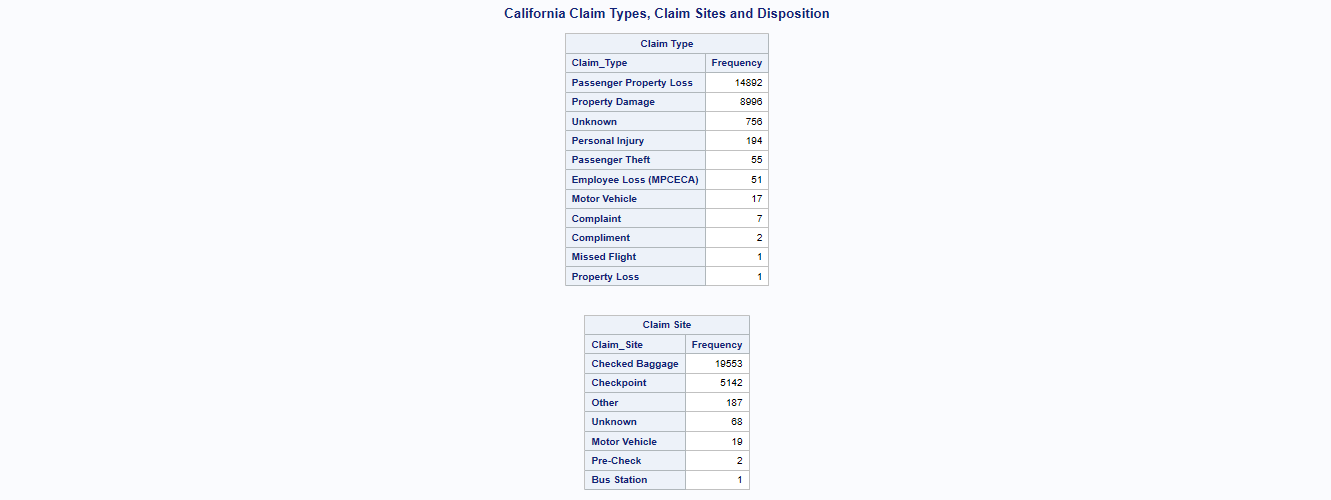 California Claim Types, Claim Sites and Disposition
Claim Type
Claim_Type Frequency
Passenger Property Loss 14892
Property Damage 8996
Unknown 756
Personal Injury 194
Passenger Theft 55
Employee Loss (MPCECA) 51
Motor Vehicle 17
Complaint 7
Compliment 2
Missed Flight 1
Property Loss 1
Claim Site
Claim_Site Frequency
Checked Baggage 19553
Checkpoint 5142
Other 187
Unknown 68
Motor Vehicle 19
Pre-Check 2
Bus Station 1